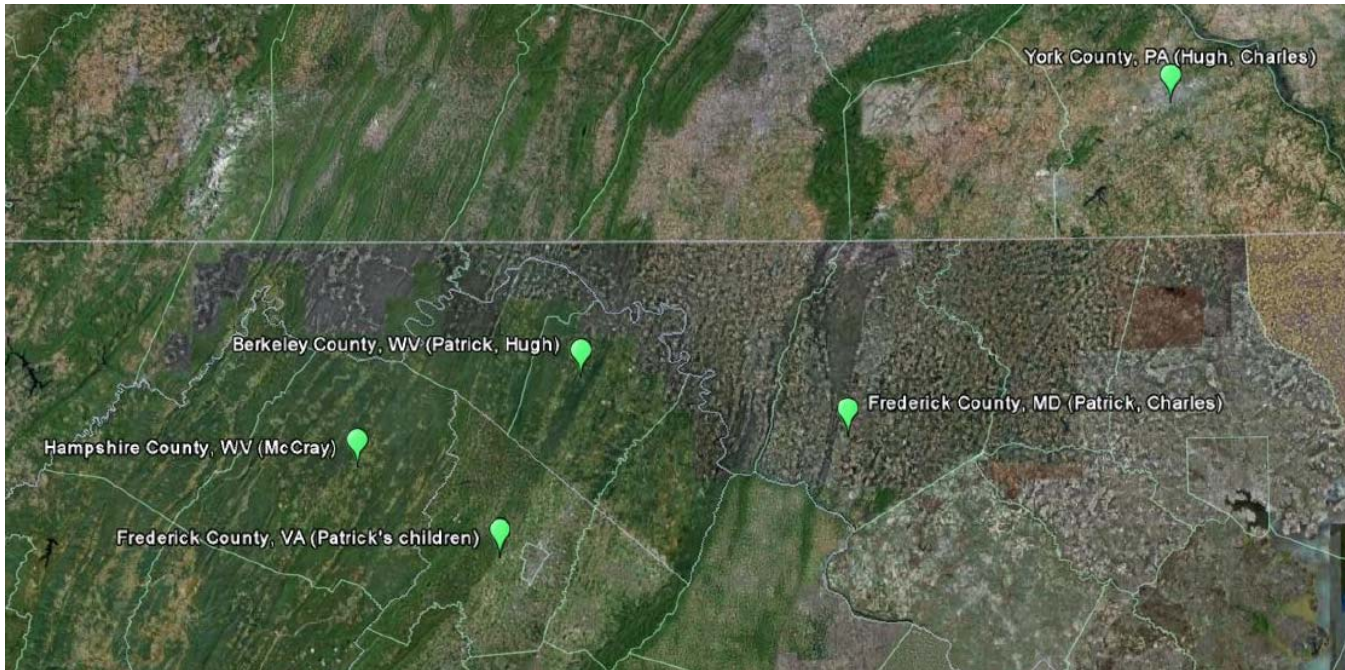 York County, PA (Hugh, Charles)
Berkeley County, WV (Patrick, Hugh)
Frederick County, MD (Patrick, Charles)
Hampshire County, WV (McCray)
Frederick County, VA (Patrick's children)